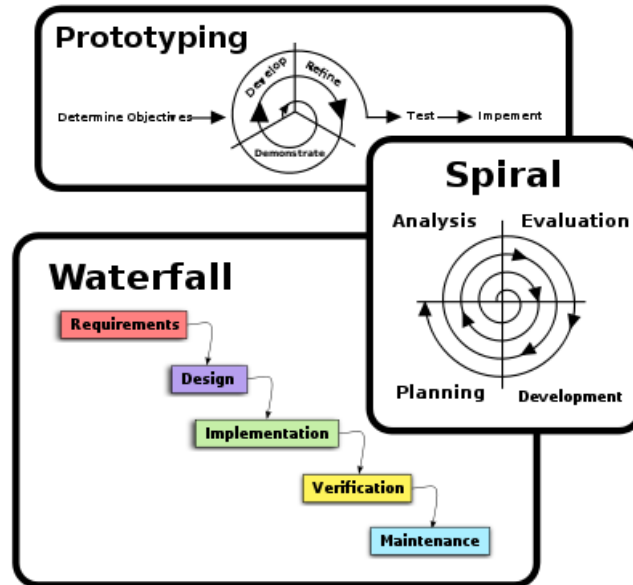 Prototyping
Develop
Refine
Demonstrate
Determine Objectives
Test
Impement
Spiral
Analysis
Evaluation
Planning
Development
Waterfall
Requirements
Design
Implementation
Verification
Maintenance